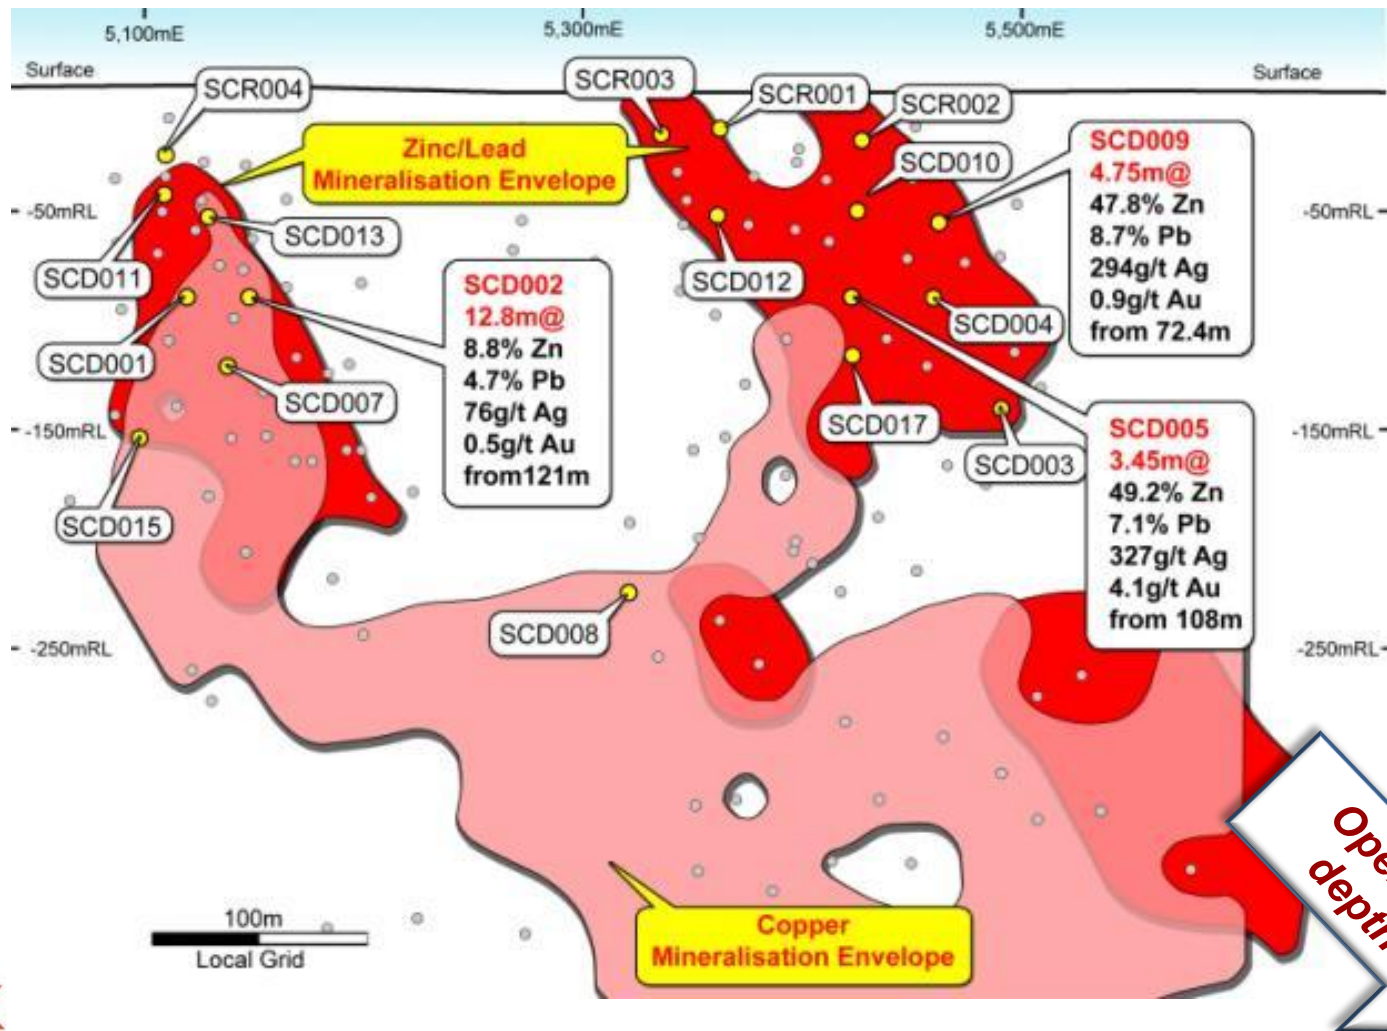 5,100mE
5,300mE
5,500mE
Surface
Surface
SCR004
SCR003
SCR001
SCR002
Zinc/Lead
Mineralisation Envelope
SCD010
SCD009
4.75m@
47.8% Zn
8.7% Pb
294g/t Ag
0.9g/t Au
from 72.4m
-50mRL
-50mRL
SCD013
SCD011
SCD012
SCD002
12.8m@
8.8% Zn
4.7% Pb
76g/t Ag
0.5g/t Au
from121m
SCD004
SCD001
SCD007
SCD017
-150mRL
-150mRL
SCD003
SCD005
3.45m@
49.2% Zn
7.1% Pb
327g/t Ag
4.1g/t Au
from 108m
SCD015
SCD008
-250mRL
-250mRL
depth
100m
Local Grid
Copper
Mineralisation Envelope